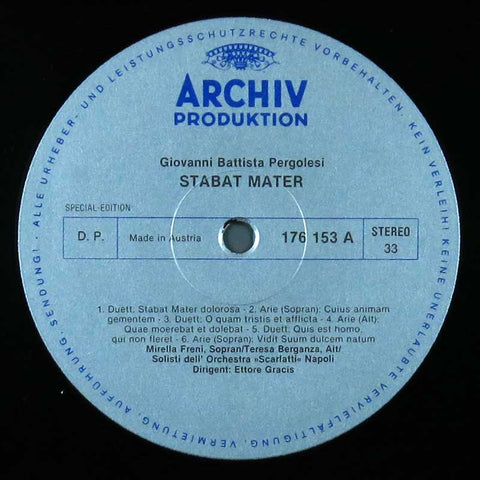 ALLE URHEBER- UND LEISTUNGSSCHUTZRECHTE VORBEHALTEN. KEIN VERLEIH! KEINE UNERLAUBTE VERVIELFÄLTIGUNG, VERMIETUNG, AUFFÜHRUNG, SENDUNG!
ARCHIV
PRODUKTION
Giovanni Battista Pergolesi
STABAT MATER
SPECIAL-EDITION
D. P.
Made in Austria
176 153 A
STEREO
33
1. Duett: Stabat Mater dolorosa - 2. Arie (Sopran): Cuius animam
gementem - 3. Duett: O quam tristis et afflicta - 4. Arie (Alt):
Quae moerebat et dolebat - 5. Duett: Quis est homo,
qui non fleret - 6. Arie (Sopran): Vidit Suum dulcem natum
Mirella Freni, Sopran/Teresa Berganza, Alt/
Solisti dell' Orchestra »Scarlatti« Napoli
Dirigent: Ettore Gracis